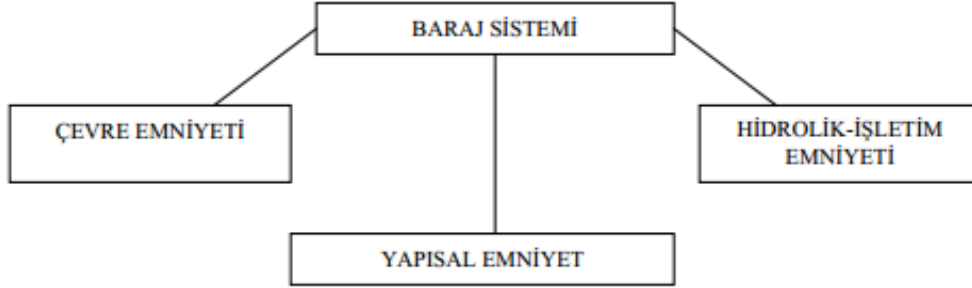 BARAJ SİSTEMİ
ÇEVRE EMNİYETİ
HİDROLİK-İŞLETİM
EMNİYETİ
YAPISAL EMNİYET